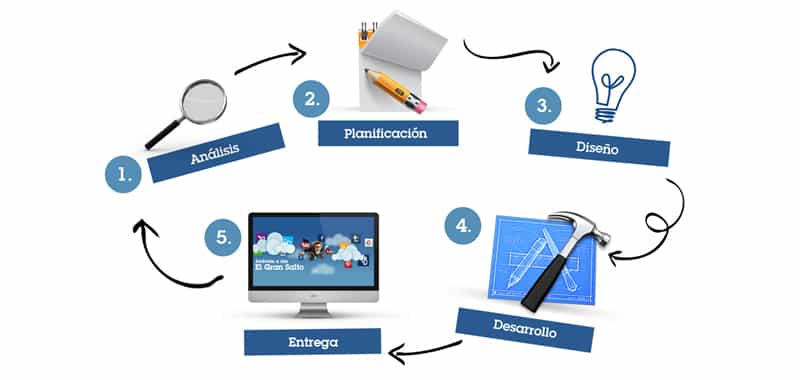 1.
Análisis
2.
Planificación
3.
Diseño
4.
Desarrollo
5.
El Gran Salto
Entrega